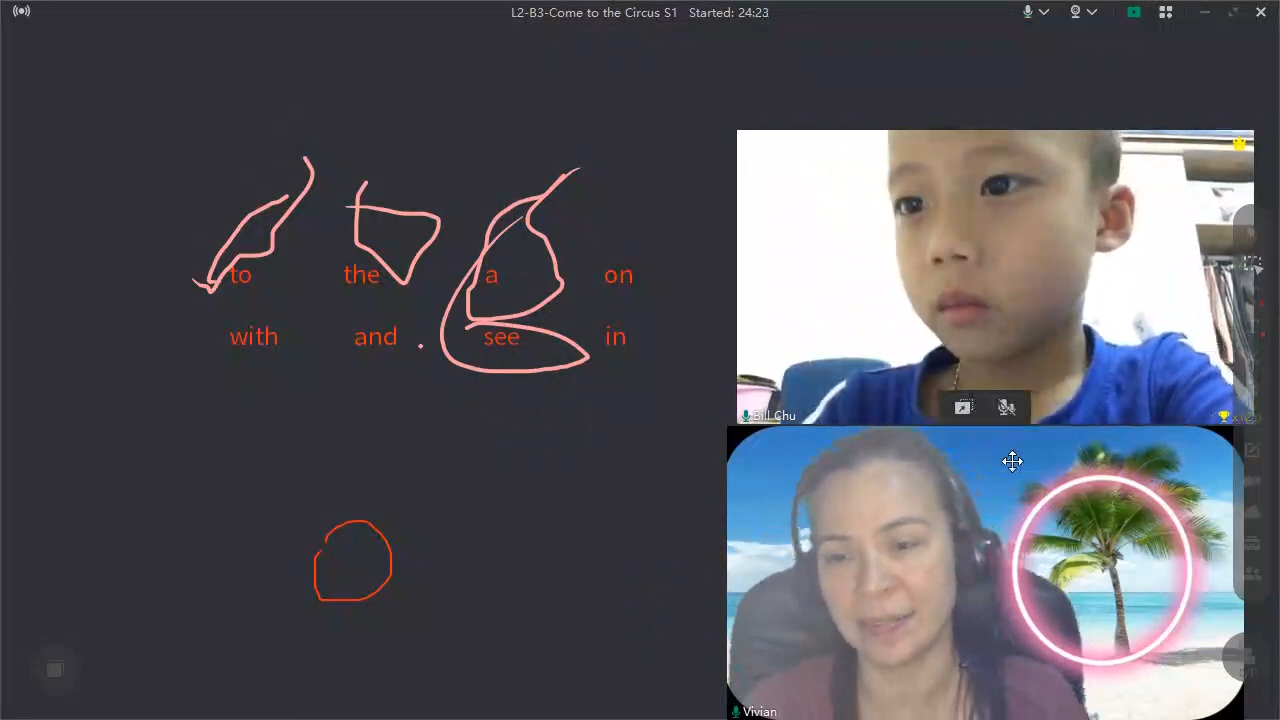 L2-B3-Come to the Circus S1 Started: 24:23
to the a on
with and see in
Bill Chu
Vivian